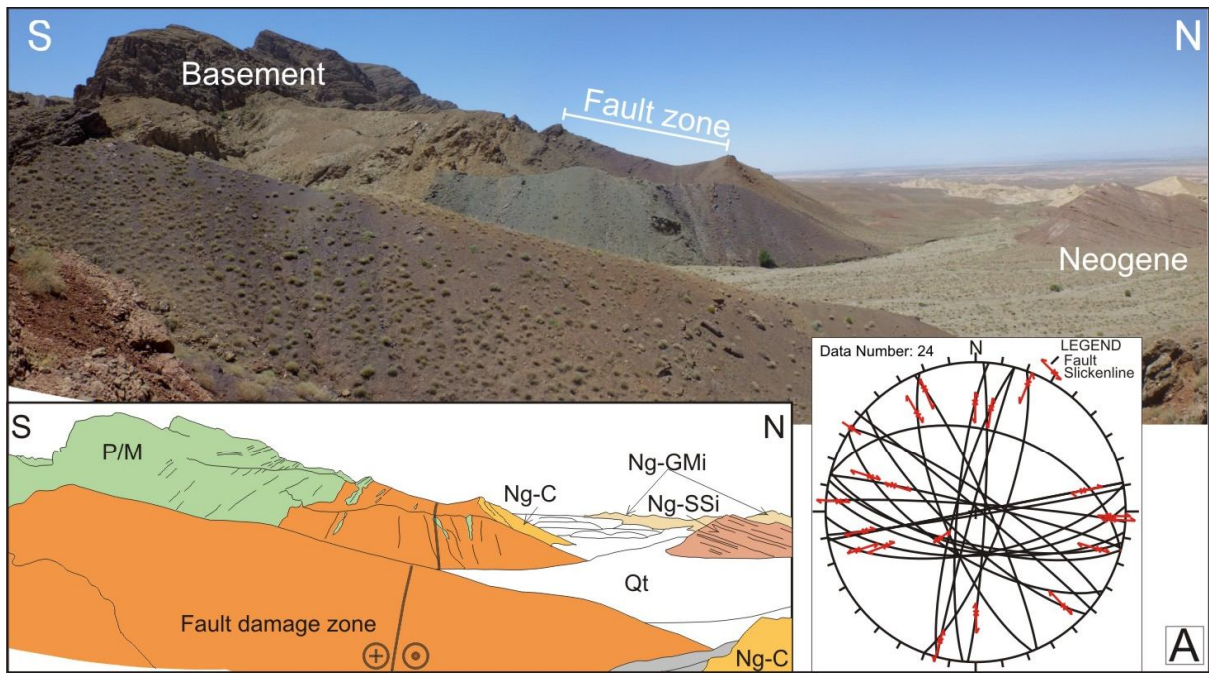 S
N
Basement
Fault zone
Neogene
Data Number: 24
N
LEGEND
Fault
Slickenline
S
N
P/M
Ng-GMi
Ng-C
Ng-SSi
Qt
Fault damage zone
Ng-C
A